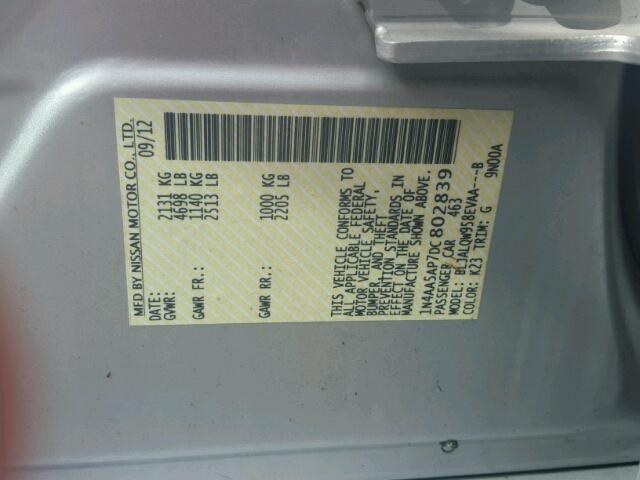 MFD BY NISSAN MOTOR CO., LTD.
DATE: 09/12
GVWR: 2131 KG
4698 LB
GAWR FR.: 1140 KG
2513 LB
GAWR RR.: 1000 KG
2205 LB
THIS VEHICLE CONFORMS TO
ALL APPLICABLE FEDERAL
MOTOR VEHICLE SAFETY,
BUMPER, AND THEFT
PREVENTION STANDARDS IN
EFFECT ON THE DATE OF
MANUFACTURE SHOWN ABOVE.
1N4AA5AP7DC802839
PASSENGER CAR 463
MODEL: BLJALQW958EVAA---B
COLOR: K23 TRIM: G 9N00A